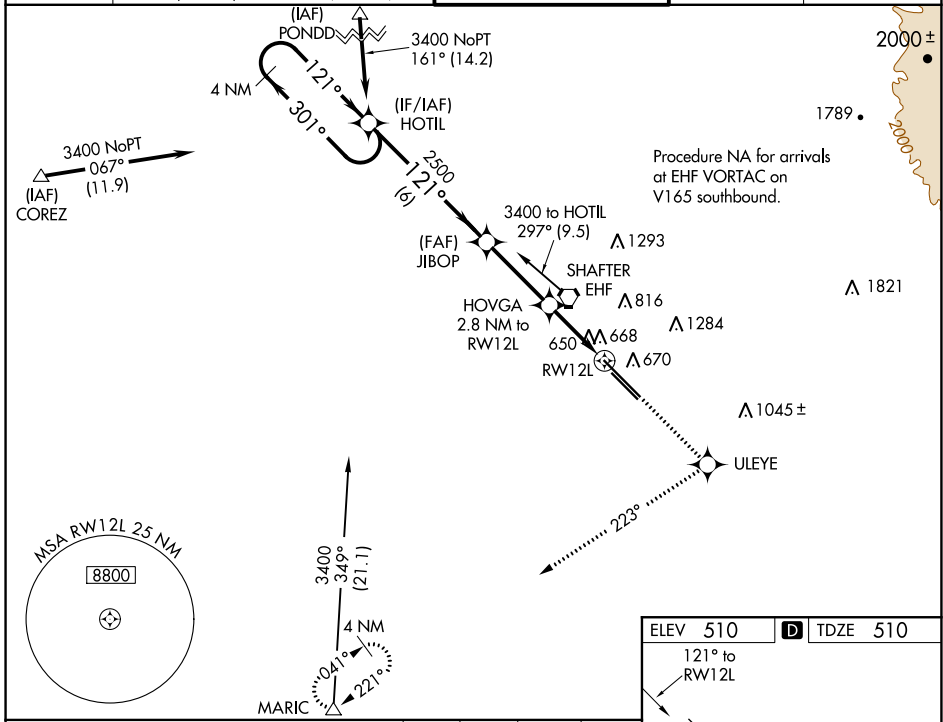 (IAF)
PONDD
3400 NoPT
161° (14.2)
2000 ±
4 NM
121°
301°
(IF/IAF)
HOTIL
1789
2000
3400 NoPT
067°
(11.9)
(IAF)
COREZ
2500
121°
(6)
Procedure NA for arrivals
at EHF VORTAC on
V165 southbound.
3400 to HOTIL
297° (9.5)
1293
(FAF)
JIBOP
SHAFTER
EHF
1821
HOVGA
2.8 NM to
RW12L
816
1284
650
668
670
RW12L
1045 ±
ULEYE
223°
MSA RW12L 25 NM
8800
3400
349°
(21.1)
4 NM
041°
221°
MARIC
ELEV 510 D TDZE 510
121° to
RW12L